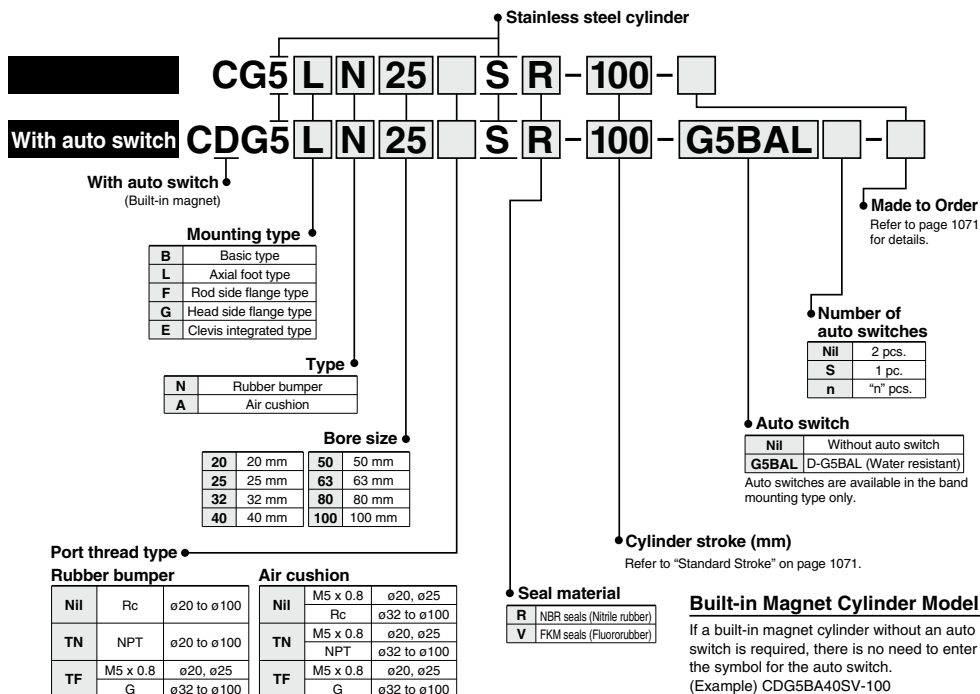 Stainless steel cylinder
CG5 L N 25 S R - 100 -
With auto switch CDG5 L N 25 S R - 100 - G5BAL -
With auto switch
(Built-in magnet)
Made to Order
Refer to page 1071
for details.
Mounting type
B Basic type
L Axial foot type
F Rod side flange type
G Head side flange type
E Clevis integrated type
Number of
auto switches
Nil 2 pcs.
S 1 pc.
n "n" pcs.
Type
N Rubber bumper
A Air cushion
Auto switch
Nil Without auto switch
G5BAL D-G5BAL (Water resistant)
Auto switches are available in the band
mounting type only.
Bore size
20 20 mm 50 50 mm
25 25 mm 63 63 mm
32 32 mm 80 80 mm
40 40 mm 100 100 mm
Cylinder stroke (mm)
Refer to "Standard Stroke" on page 1071.
Port thread type
Rubber bumper
Nil Rc ø20 to ø100
TN NPT ø20 to ø100
TF M5 x 0.8 ø20, ø25
G ø32 to ø100
Air cushion
Nil M5 x 0.8 ø20, ø25
Rc ø32 to ø100
TN M5 x 0.8 ø20, ø25
NPT ø32 to ø100
TF M5 x 0.8 ø20, ø25
G ø32 to ø100
Seal material
R NBR seals (Nitrile rubber)
V FKM seals (Fluororubber)
Built-in Magnet Cylinder Model
If a built-in magnet cylinder without an auto
switch is required, there is no need to enter
the symbol for the auto switch.
(Example) CDG5BA40SV-100